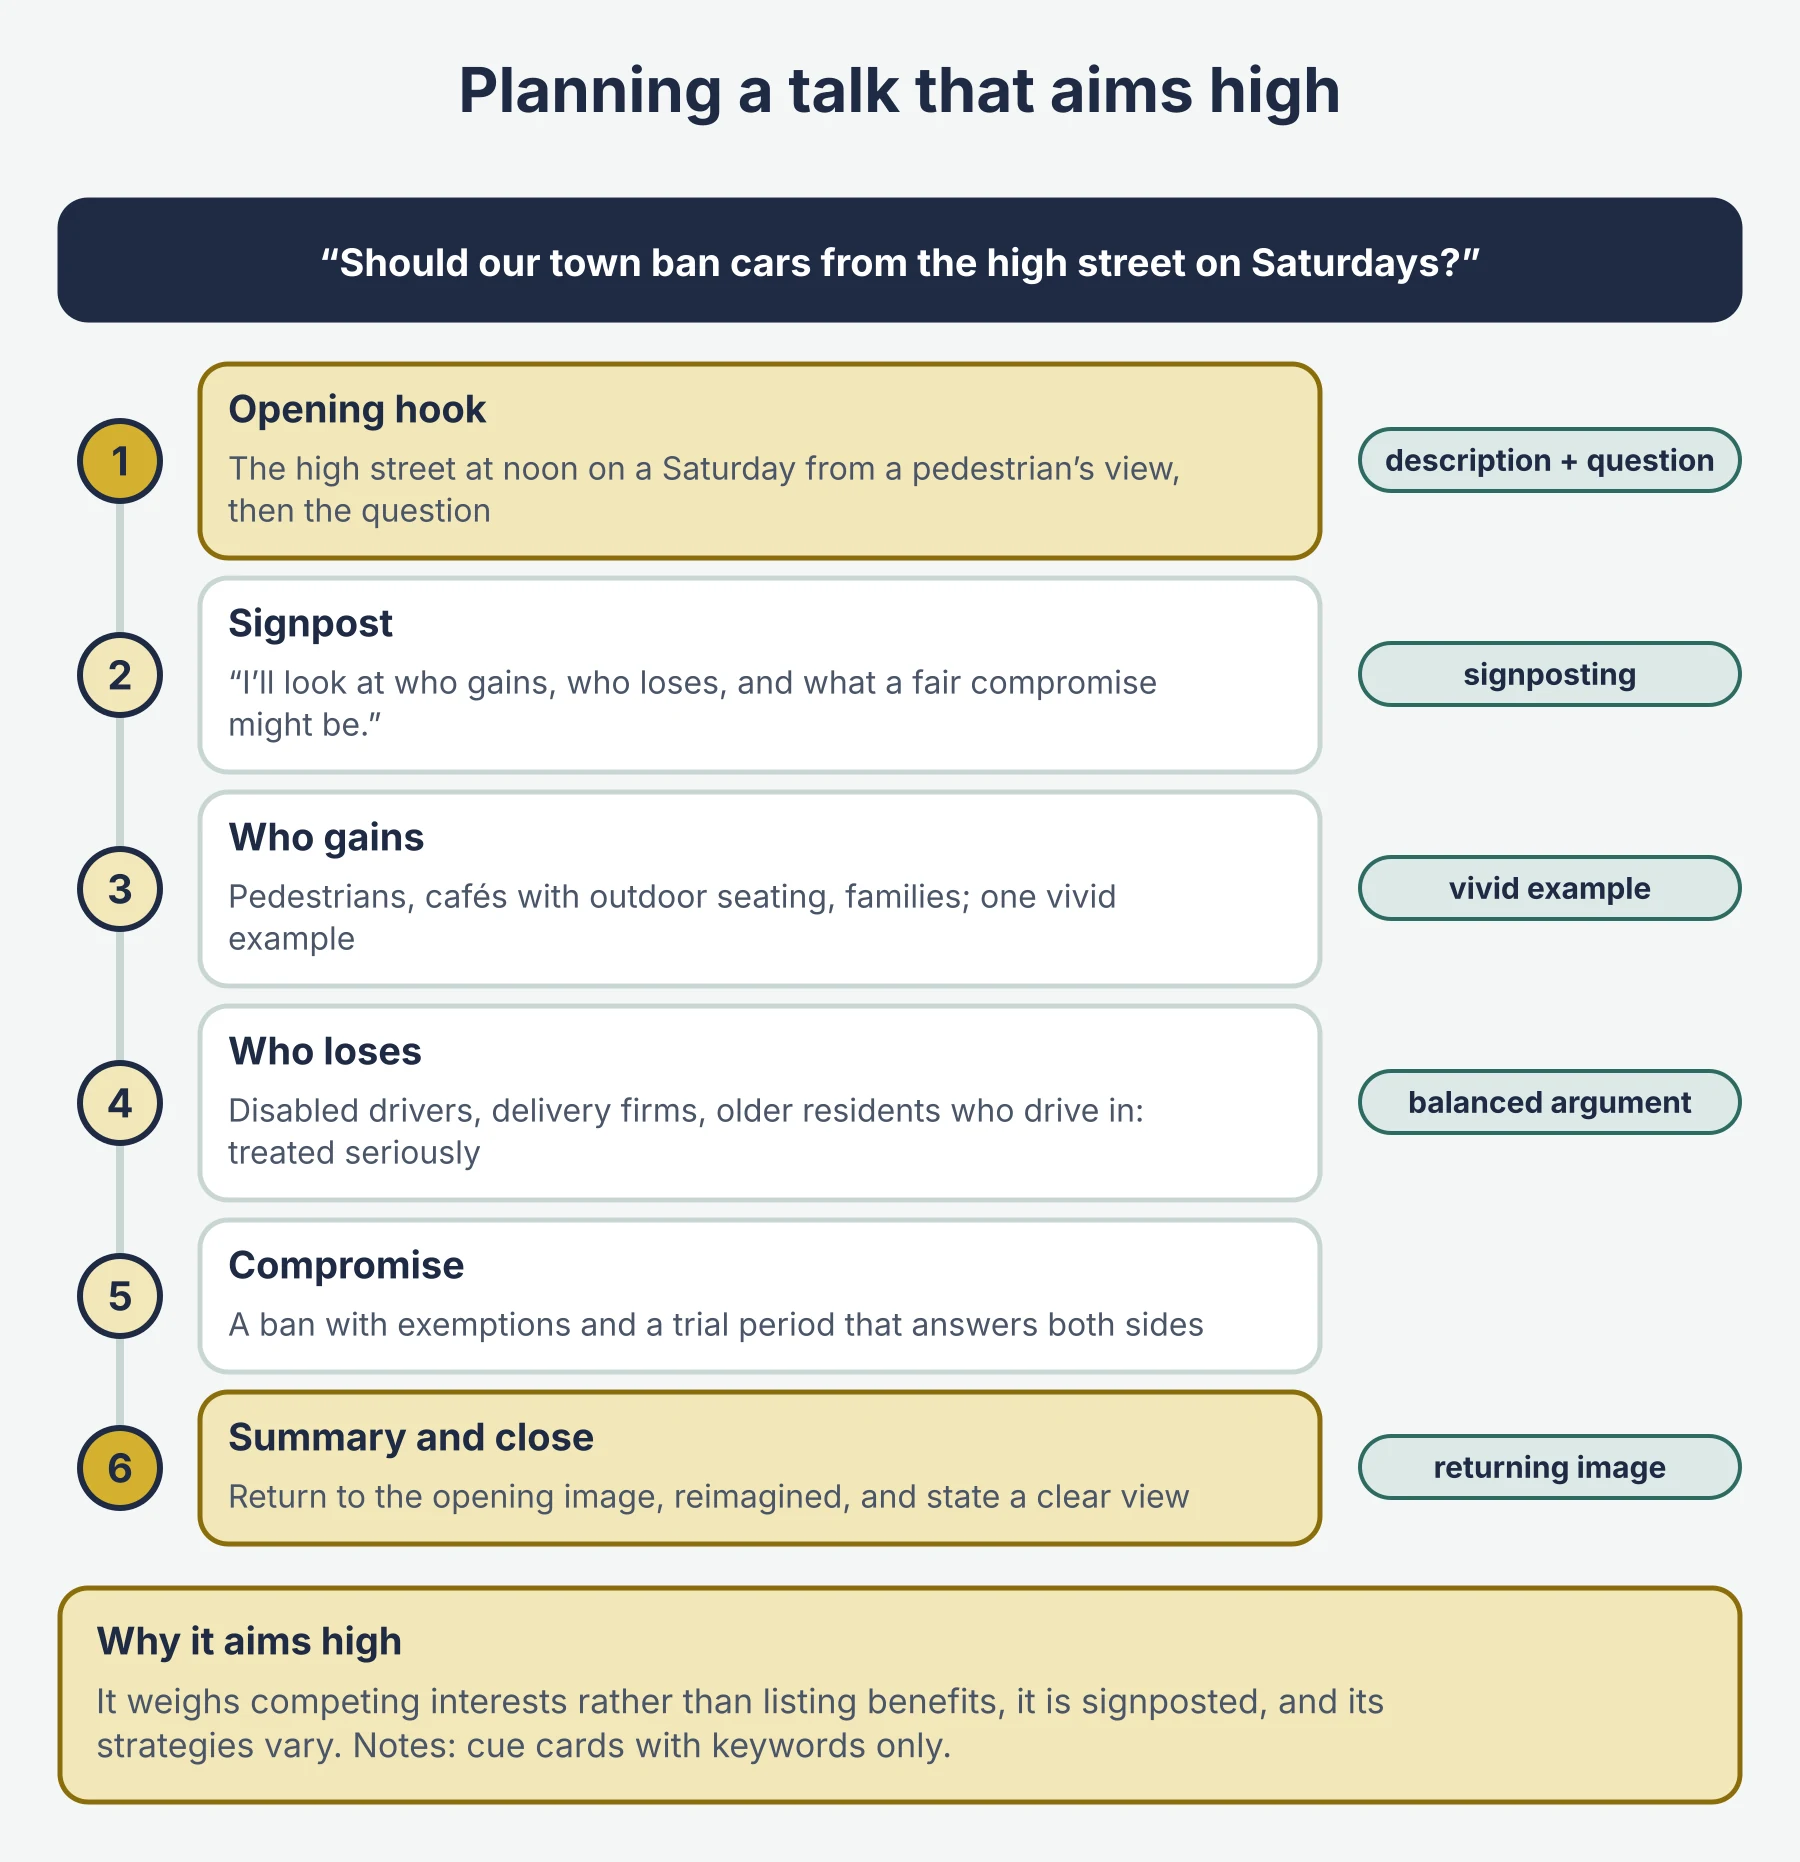 Planning a talk that aims high
“Should our town ban cars from the high street on Saturdays?”
1
Opening hook
The high street at noon on a Saturday from a pedestrian’s view,
then the question
description + question
2
Signpost
“I’ll look at who gains, who loses, and what a fair compromise
might be.”
signposting
3
Who gains
Pedestrians, cafés with outdoor seating, families; one vivid
example
vivid example
4
Who loses
Disabled drivers, delivery firms, older residents who drive in:
treated seriously
balanced argument
5
Compromise
A ban with exemptions and a trial period that answers both sides
6
Summary and close
Return to the opening image, reimagined, and state a clear view
returning image
Why it aims high
It weighs competing interests rather than listing benefits, it is signposted, and its
strategies vary. Notes: cue cards with keywords only.